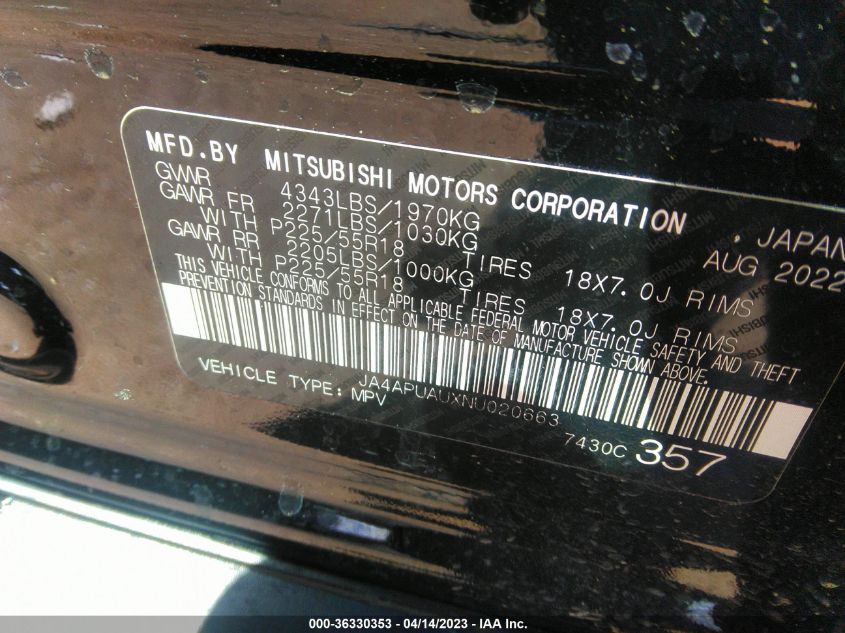 MFD.BY MITSUBISHI MOTORS CORPORATION , JAPAN
GVWR 4343LBS/1970KG AUG 2022
GAWR FR 2271LBS/1030KG
WITH P225/55R18 TIRES 18X7.0J RIMS
GAWR RR 2205LBS/1000KG
WITH P225/55R18 TIRES 18X7.0J RIMS
THIS VEHICLE CONFORMS TO ALL APPLICABLE FEDERAL MOTOR VEHICLE SAFETY AND THEFT
PREVENTION STANDARDS IN EFFECT ON THE DATE OF MANUFACTURE SHOWN ABOVE.
JA4APUAUXNU020663
VEHICLE TYPE: MPV
7430C 357
000-36330353 - 04/14/2023 - IAA Inc.